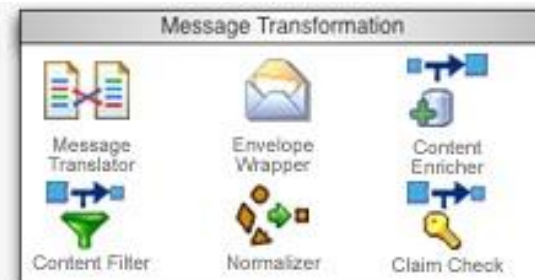 Message Transformation
Message
Translator
Envelope
Wrapper
Content
Enricher
Content Filter
Normalizer
Claim Check